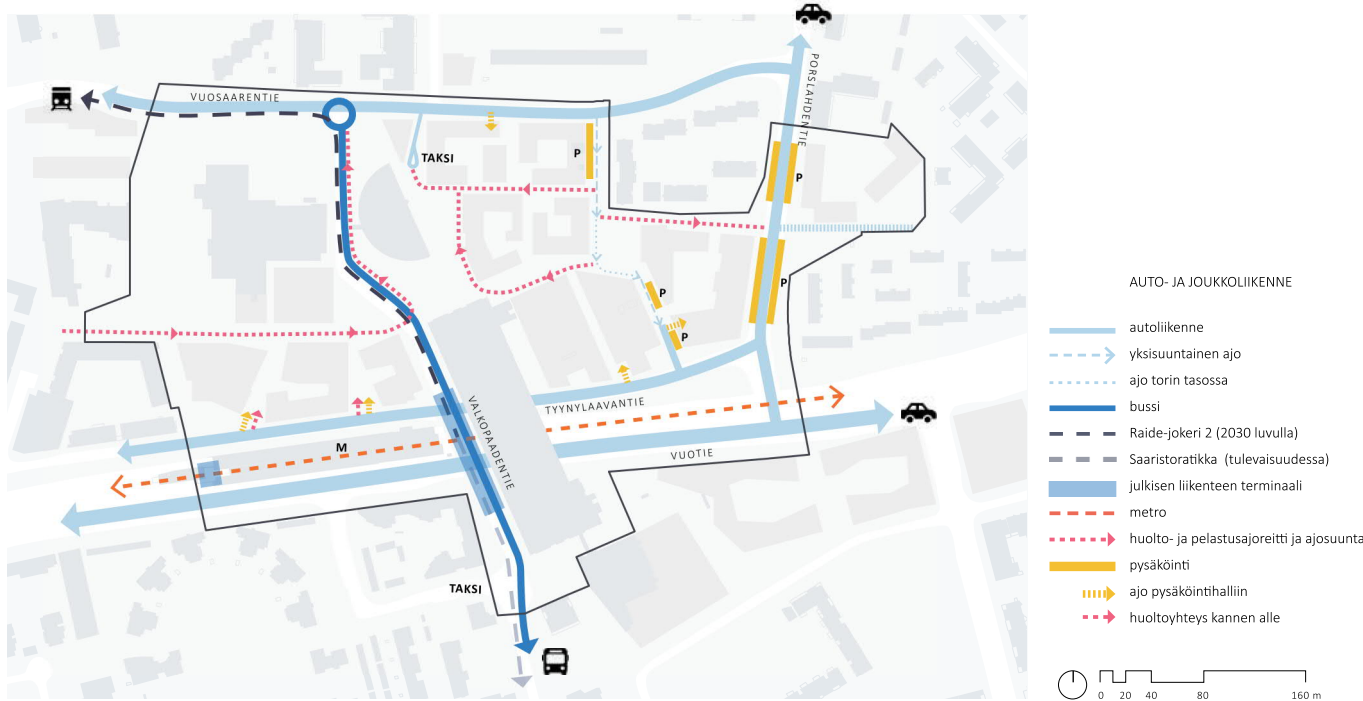 VUOSAARENTIE
PORSLAHDENTIE
TAKSI
P
P
P
P
P
TYYNYLAAVANTIE
VALKOPAADENTIE
M
VUOTIE
TAKSI
AUTO- JA JOUKKOLIIKENNE
autoliikenne
yksisuuntainen ajo
ajo torin tasossa
bussi
Raide-jokeri 2 (2030 luvulla)
Saaristoratikka (tulevaisuudessa)
julkisen liikenteen terminaali
metro
huolto- ja pelastusajoreitti ja ajosuunta
pysäköinti
ajo pysäköintihalliin
huoltoyhteys kannen alle
0 20 40 80 160 m